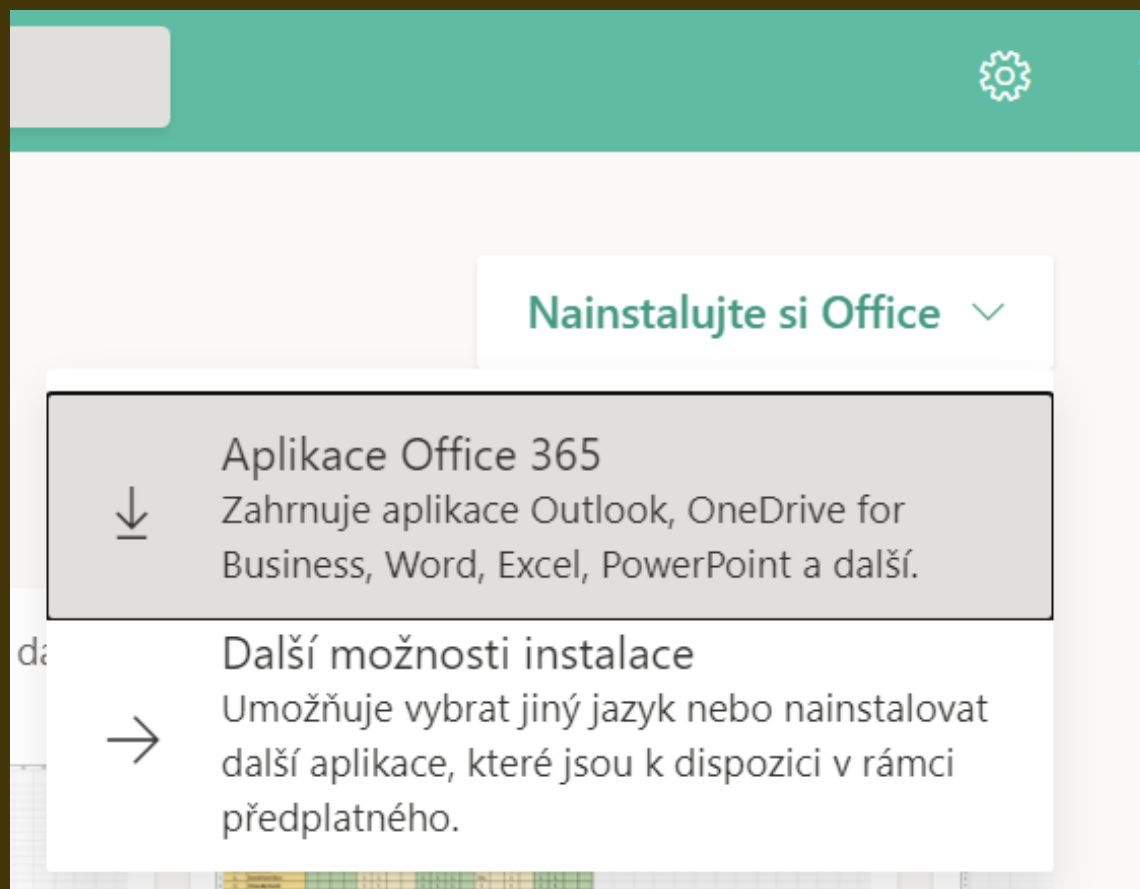 Nainstalujte si Office
Aplikace Office 365
Zahrnuje aplikace Outlook, OneDrive for
Business, Word, Excel, PowerPoint a další.
Další možnosti instalace
Umožňuje vybrat jiný jazyk nebo nainstalovat
další aplikace, které jsou k dispozici v rámci
předplatného.